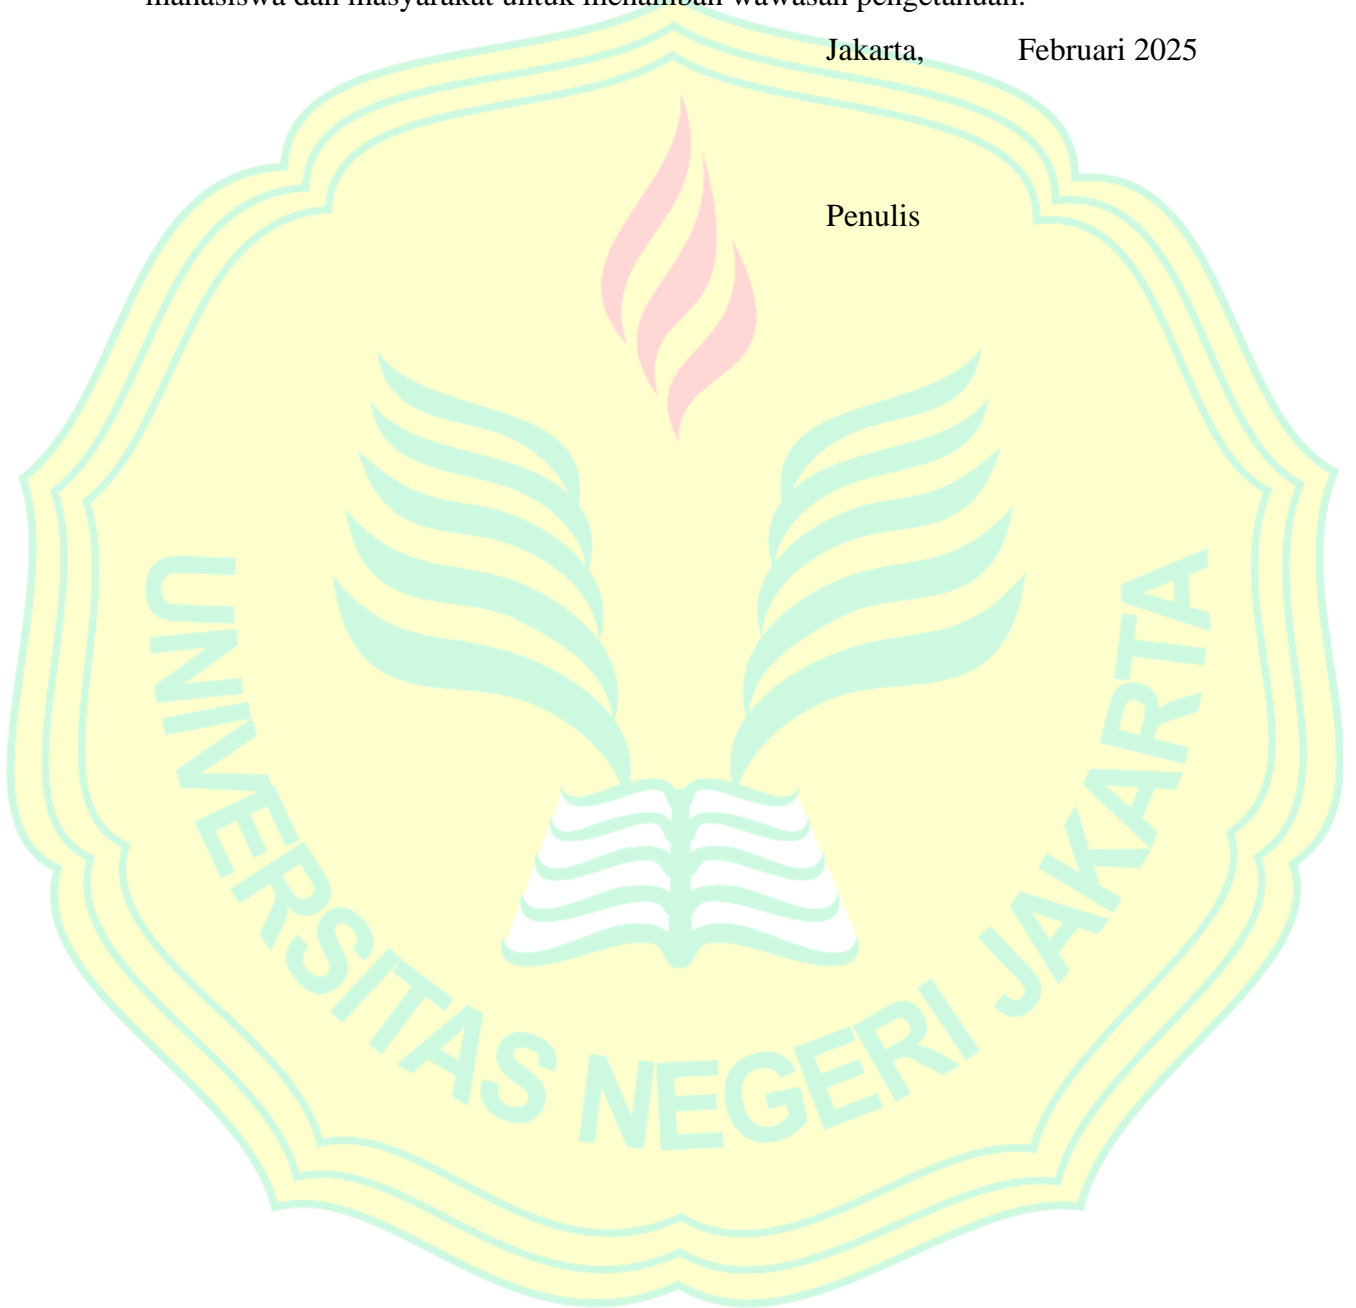 mahasiswa dan masyarakat untuk menambah wawasan pengetahuan.
Jakarta, Februari 2025
Penulis
UNIVERSITAS NEGERI JAKARTA